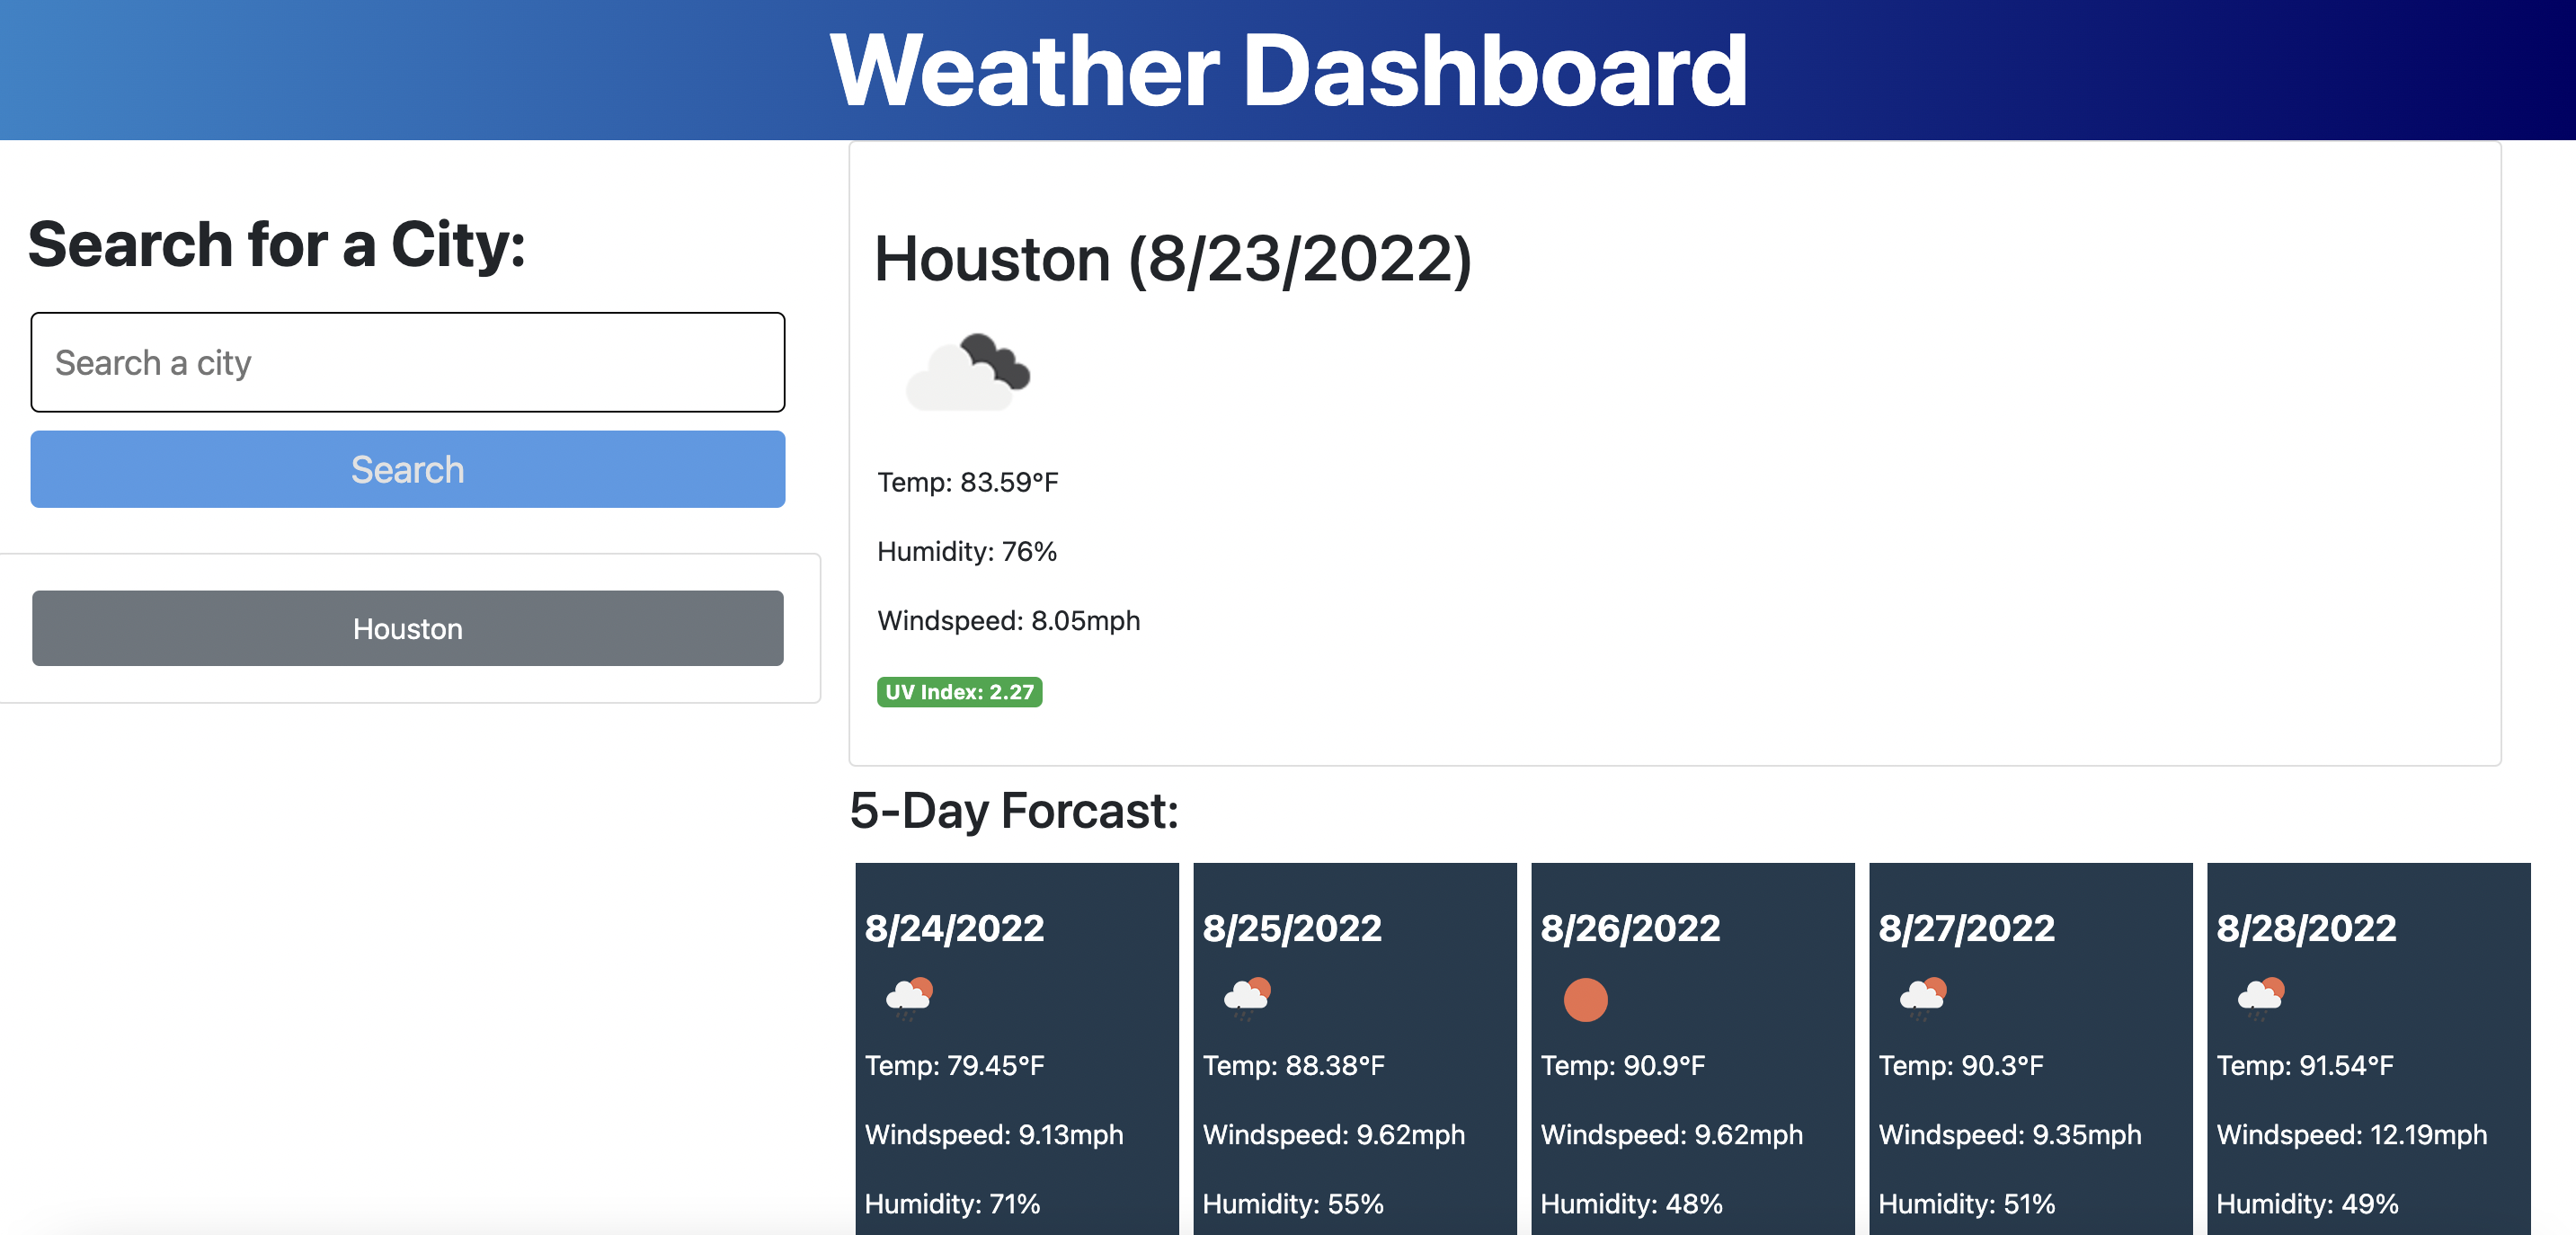 Weather Dashboard
Search for a City:
Search a city
Search
Houston
Houston (8/23/2022)
Temp: 83.59°F
Humidity: 76%
Windspeed: 8.05mph
UV Index: 2.27
5-Day Forcast:
8/24/2022
Temp: 79.45°F
Windspeed: 9.13mph
Humidity: 71%
8/25/2022
Temp: 88.38°F
Windspeed: 9.62mph
Humidity: 55%
8/26/2022
Temp: 90.9°F
Windspeed: 9.62mph
Humidity: 48%
8/27/2022
Temp: 90.3°F
Windspeed: 9.35mph
Humidity: 51%
8/28/2022
Temp: 91.54°F
Windspeed: 12.19mph
Humidity: 49%